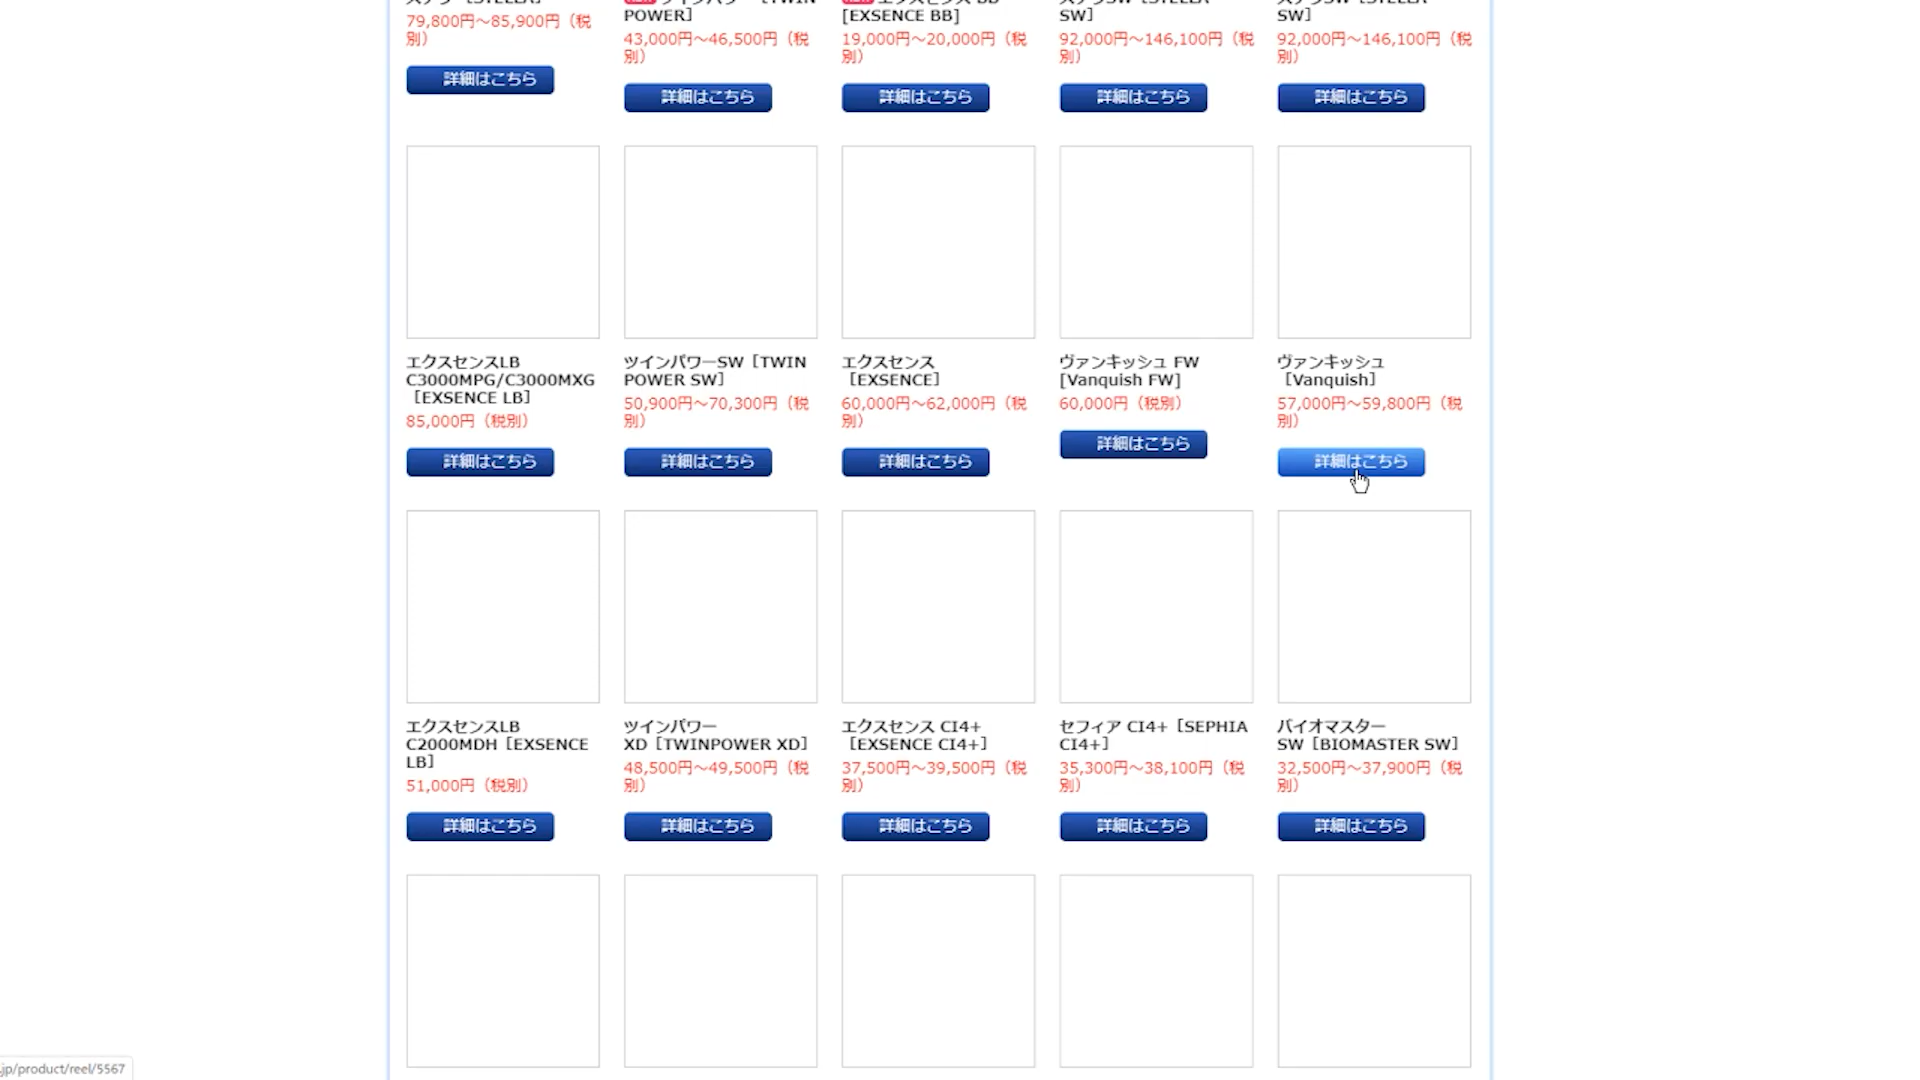 79,800円～85,900円（税
別）
詳細はこちら
POWER］
43,000円～46,500円（税
別）
詳細はこちら
[EXSENCE BB]
19,000円～20,000円（税
別）
詳細はこちら
SW］
92,000円～146,100円（税
別）
詳細はこちら
SW］
92,000円～146,100円（税
別）
詳細はこちら
エクスセンスLB
C3000MPG/C3000MXG
［EXSENCE LB］
85,000円（税別）
詳細はこちら
ツインパワーSW［TWIN
POWER SW］
50,900円～70,300円（税
別）
詳細はこちら
エクスセンス
［EXSENCE］
60,000円～62,000円（税
別）
詳細はこちら
ヴァンキッシュ FW
[Vanquish FW]
60,000円（税別）
詳細はこちら
ヴァンキッシュ
［Vanquish］
57,000円～59,800円（税
別）
詳細はこちら
エクスセンスLB
C2000MDH［EXSENCE
LB］
51,000円（税別）
詳細はこちら
ツインパワー
XD［TWINPOWER XD］
48,500円～49,500円（税
別）
詳細はこちら
エクスセンス CI4+
［EXSENCE CI4+］
37,500円～39,500円（税
別）
詳細はこちら
セフィア CI4+［SEPHIA
CI4+］
35,300円～38,100円（税
別）
詳細はこちら
バイオマスター
SW［BIOMASTER SW］
32,500円～37,900円（税
別）
詳細はこちら
jp/product/reel/5567